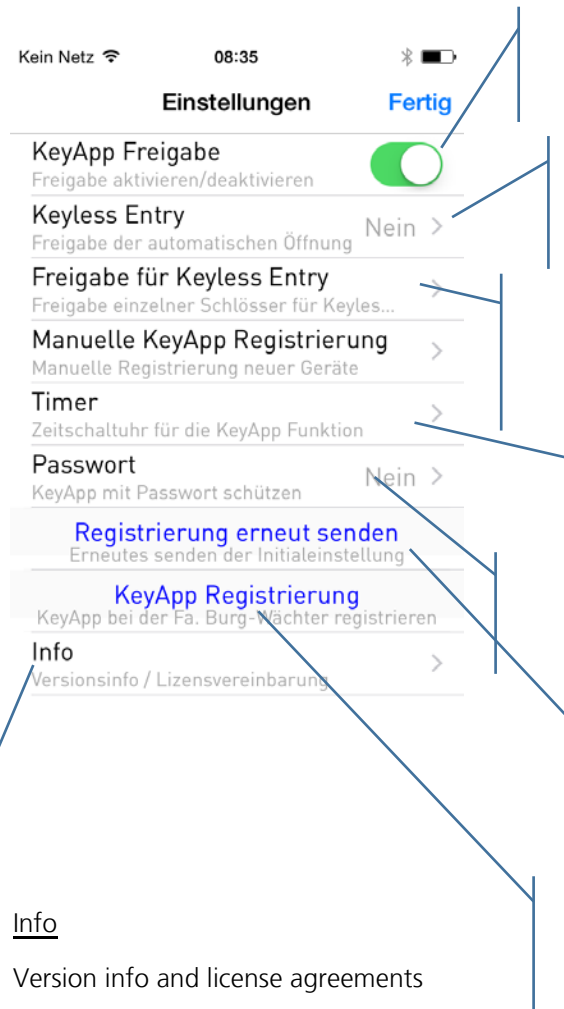 Kein Netz 08:35
Einstellungen Fertig
KeyApp Freigabe
Freigabe aktivieren/deaktivieren
Keyless Entry
Nein
Freigabe der automatischen Öffnung
Freigabe für Keyless Entry
Freigabe einzelner Schlösser für Keyles...
Manuelle KeyApp Registrierung
Manuelle Registrierung neuer Geräte
Timer
Zeitschaltuhr für die KeyApp Funktion
Passwort
Nein
KeyApp mit Passwort schützen
Registrierung erneut senden
Erneutes senden der Initialeinstellung
KeyApp Registrierung
KeyApp bei der Fa. Burg-Wächter registrieren
Info
Versionsinfo / Lizensvereinbarung
Info
Version info and license agreements